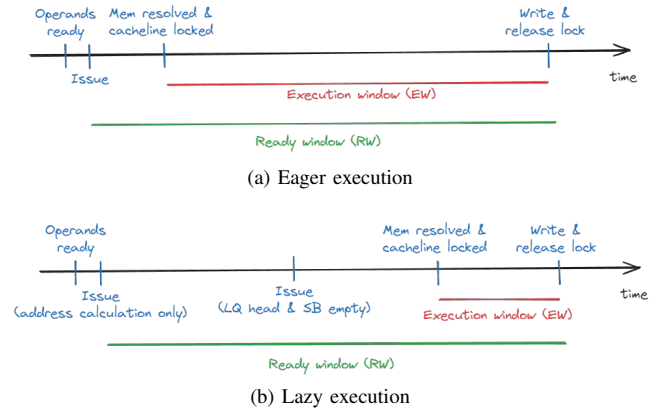 Operands
ready
Mem resolved &
cacheline locked
Write &
release lock
Issue
time
Execution window (EW)
Ready window (RW)
(a) Eager execution
Operands
ready
Mem resolved &
cacheline locked
Write &
release lock
Issue
(address calculation only)
Issue
(LQ head & SB empty)
time
Execution window (EW)
Ready window (RW)
(b) Lazy execution